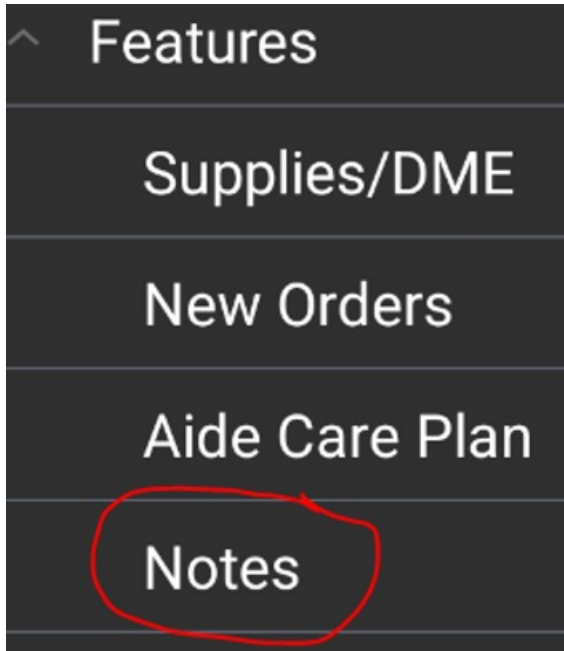 Features
Supplies/DME
New Orders
Aide Care Plan
Notes